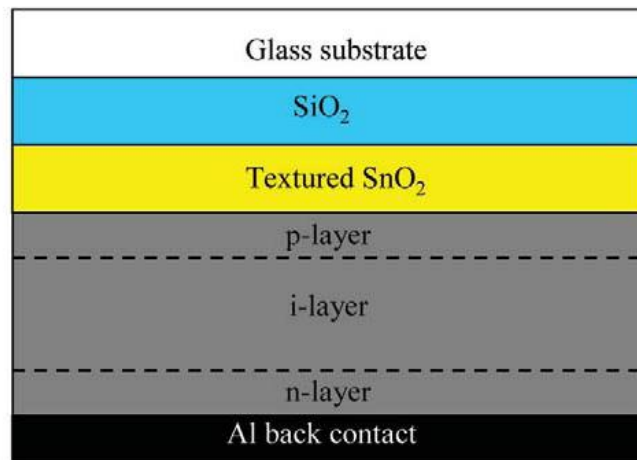 Glass substrate
SiO₂
Textured SnO₂
p-layer
i-layer
n-layer
Al back contact